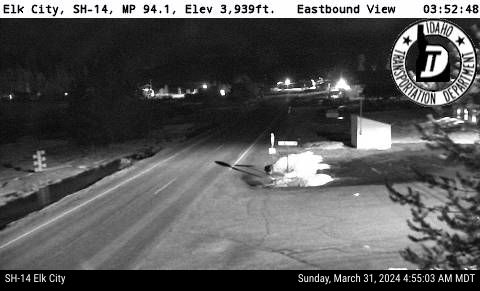 Elk City, SH-14, MP 94.1, Elev 3,939ft. Eastbound View 03:52:48
IDAHO
TRANSPORTATION DEPARTMENT
SH-14 Elk City Sunday, March 31, 2024 4:55:03 AM MDT